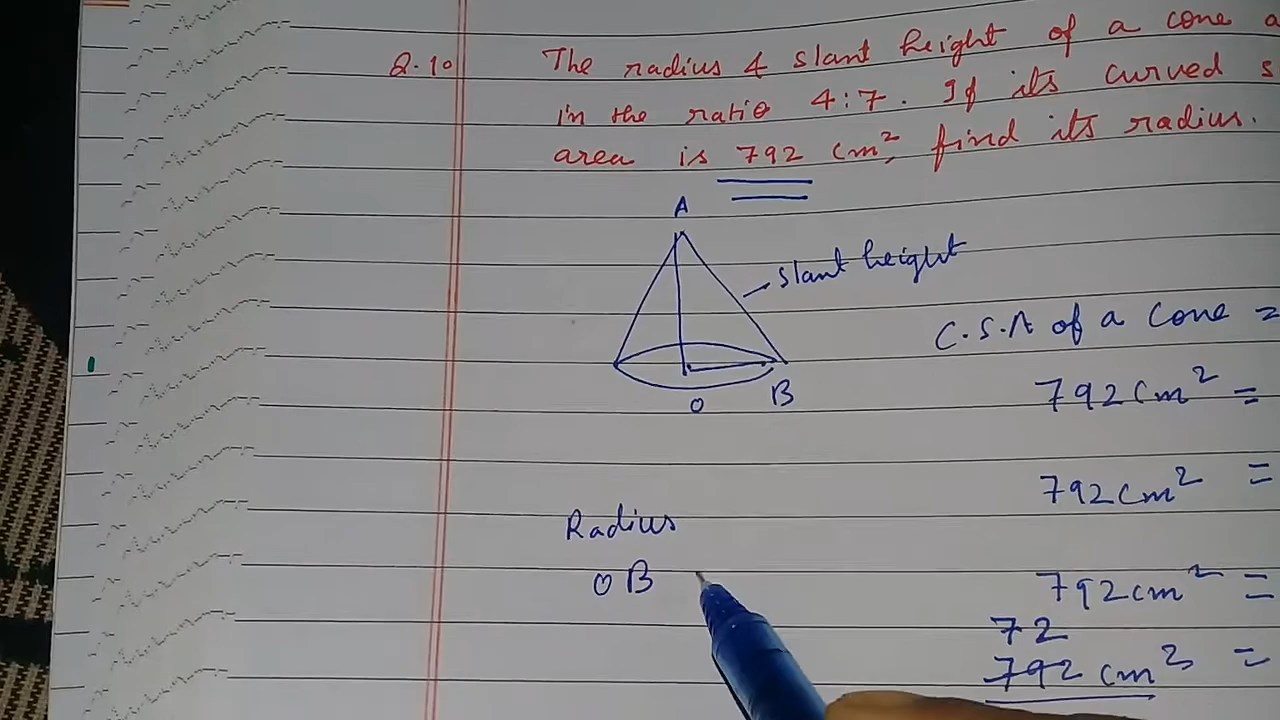 Q.10 The radius & slant height of a cone a
in the ratio 4:7. If its curved s
area is 792 cm², find its radius.
A
slant height
C.S.A of a Cone =
792 cm² =
O B
792 cm² =
Radius
OB
792 cm² =
72
792 cm² =